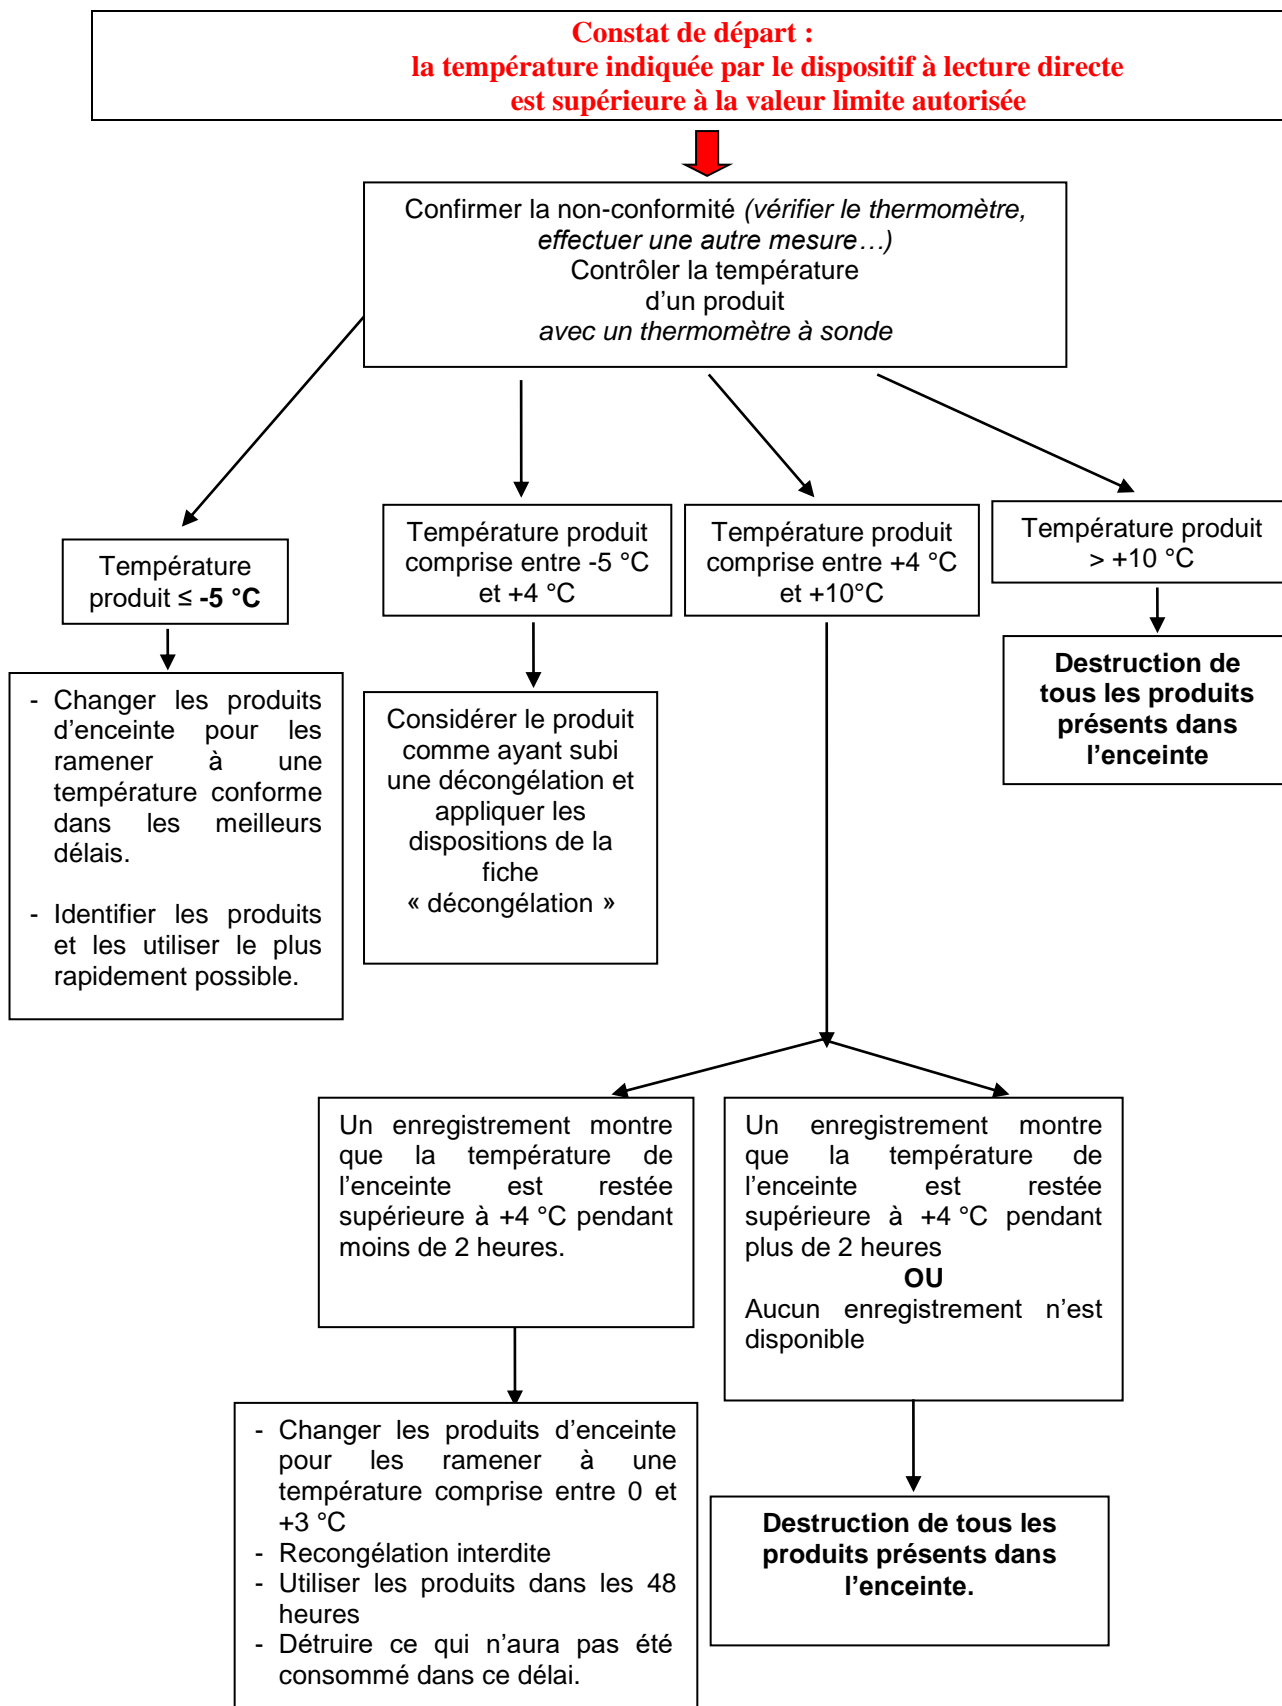 Constat de départ :
la température indiquée par le dispositif à lecture directe
est supérieure à la valeur limite autorisée
Confirmer la non-conformité (vérifier le thermomètre,
effectuer une autre mesure…)
Contrôler la température
d’un produit
avec un thermomètre à sonde
Température
produit ≤ -5 °C
Température produit
comprise entre -5 °C
et +4 °C
Température produit
comprise entre +4 °C
et +10°C
Température produit
> +10 °C
- Changer les produits
d’enceinte pour les
ramener à une
température conforme
dans les meilleurs
délais.
- Identifier les produits
et les utiliser le plus
rapidement possible.
Considérer le produit
comme ayant subi
une décongélation et
appliquer les
dispositions de la
fiche
« décongélation »
Destruction de
tous les produits
présents dans
l’enceinte
Un enregistrement montre
que la température de
l’enceinte est restée
supérieure à +4 °C pendant
moins de 2 heures.
Un enregistrement montre
que la température de
l’enceinte est restée
supérieure à +4 °C pendant
plus de 2 heures
OU
Aucun enregistrement n’est
disponible
- Changer les produits d’enceinte
pour les ramener à une
température comprise entre 0 et
+3 °C
- Recongélation interdite
- Utiliser les produits dans les 48
heures
- Détruire ce qui n’aura pas été
consommé dans ce délai.
Destruction de tous les
produits présents dans
l’enceinte.